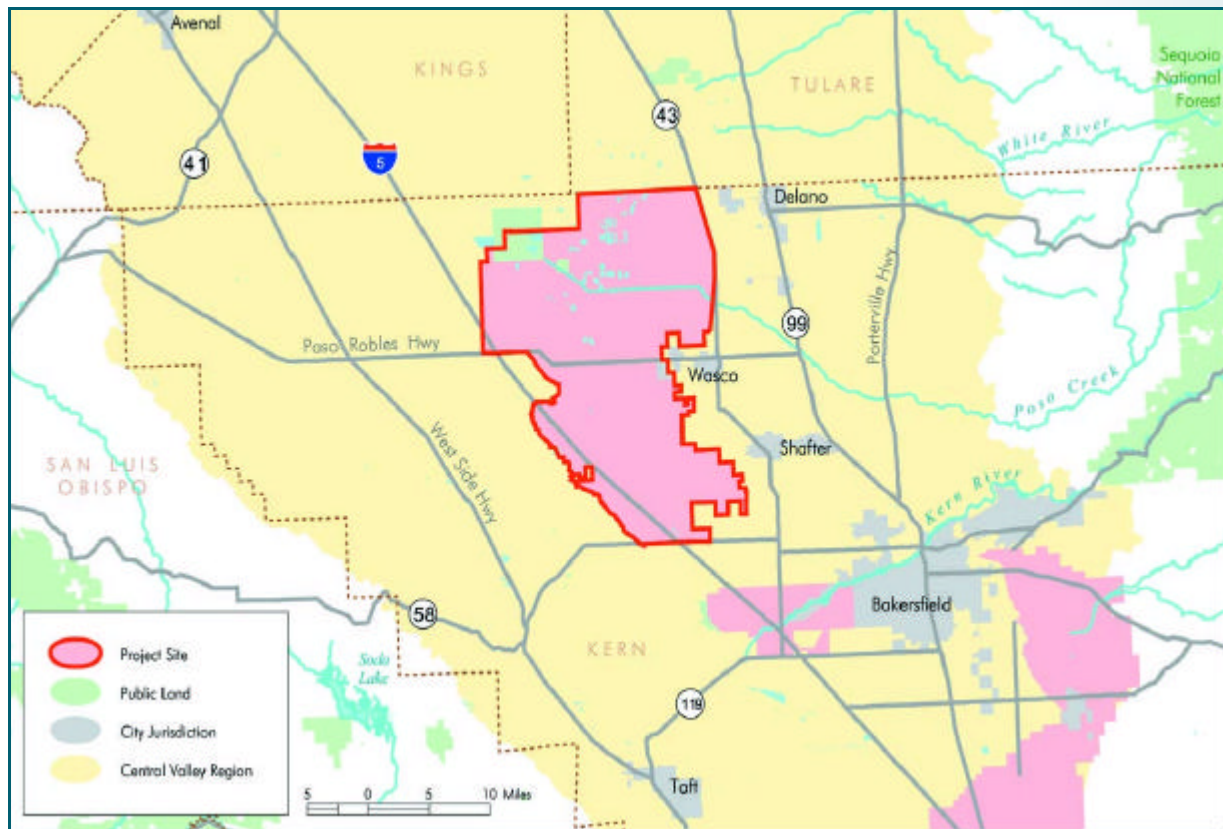 Avenal
KINGS
TULARE
Sequoia
National
Forest
43
White River
5
41
Delano
Porterville Hwy
99
Paso Robles Hwy
Wasco
Poso Creek
West Side Hwy
Shafter
SAN LUIS
OBISPO
Kern River
58
Bakersfield
KERN
Soda
Lake
119
Taft
Project Site
Public Land
City Jurisdiction
Central Valley Region
5 0 5 10 Miles